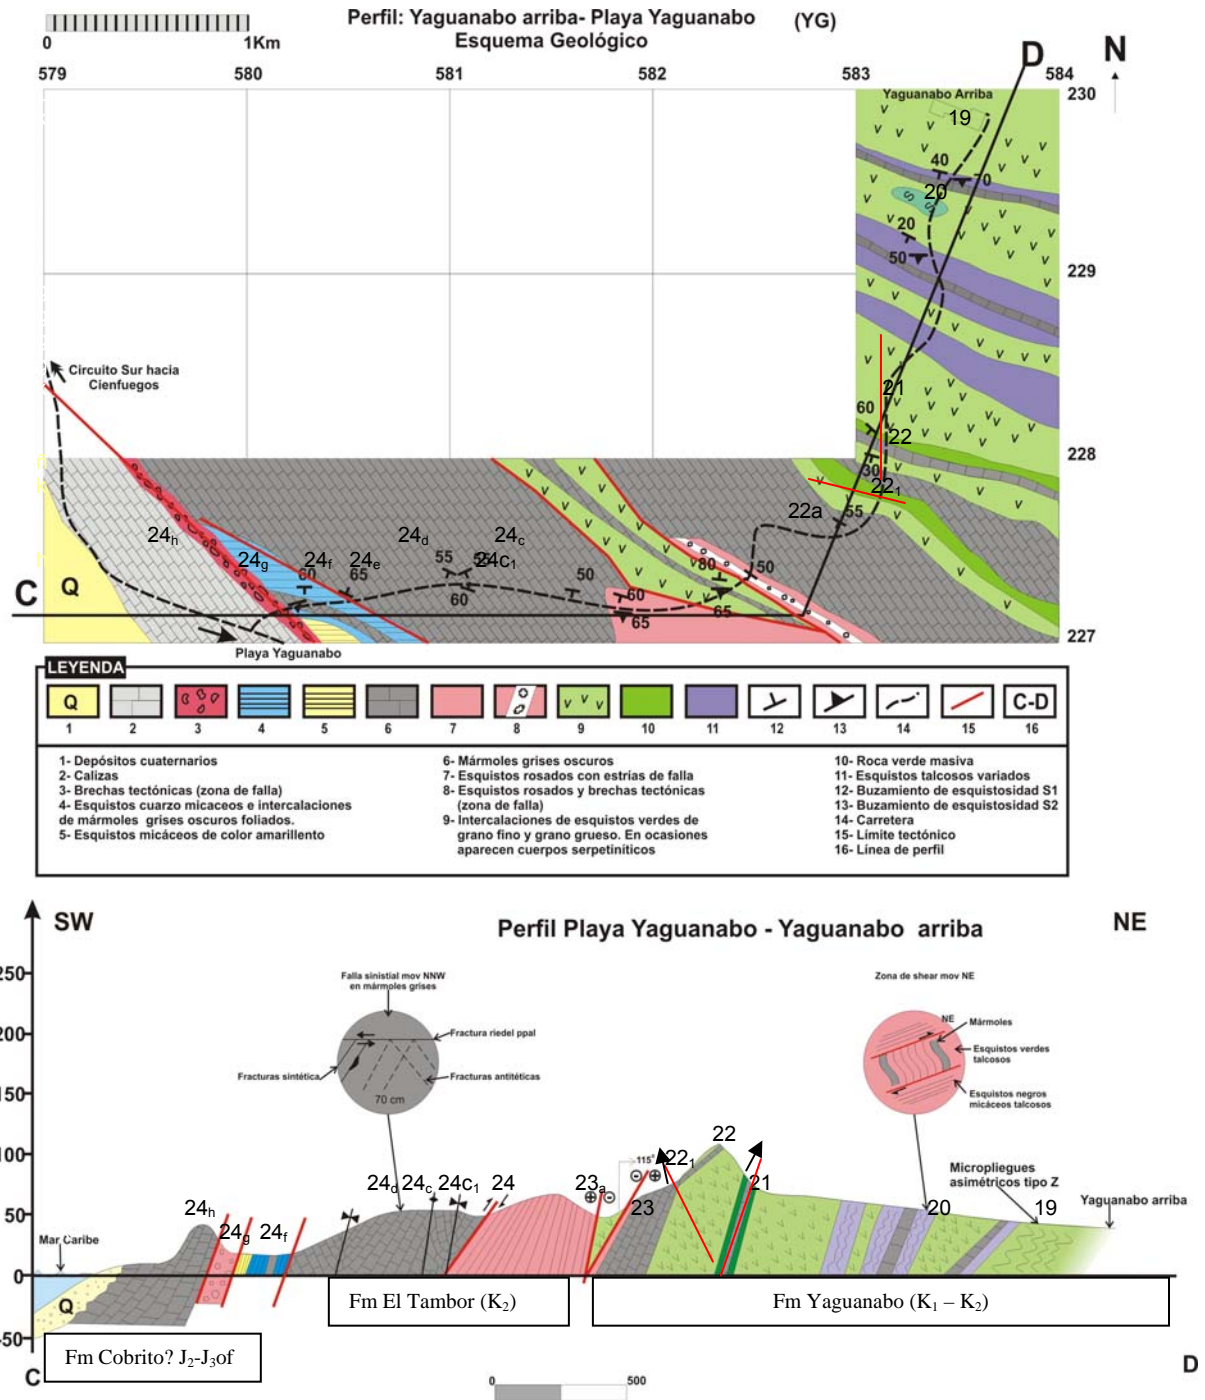 Perfil: Yaguanabo arriba- Playa Yaguanabo (YG)
Esquema Geológico
0 1Km
D N
579 580 581 582 583 584
230
Yaguanabo Arriba
19
40
70
20
S
S
20
50
229
Circuito Sur hacia
Cienfuegos
21
60
22
228
30
22₁
22a 55
24h 24d 24c
24g 24f 24e
55 24c₁
60 65 50 80 50
60 60
C Q
65 65
227
Playa Yaguanabo
LEYENDA
Q C-D
1 2 3 4 5 6 7 8 9 10 11 12 13 14 15 16
1- Depósitos cuaternarios
2- Calizas
3- Brechas tectónicas (zona de falla)
4- Esquistos cuarzo micaceos e intercalaciones
de mármoles grises oscuros foliados.
5- Esquistos micáceos de color amarillento
6- Mármoles grises oscuros
7- Esquistos rosados con estrías de falla
8- Esquistos rosados y brechas tectónicas
(zona de falla)
9- Intercalaciones de esquistos verdes de
grano fino y grano grueso. En ocasiones
aparecen cuerpos serpetiníticos
10- Roca verde masiva
11- Esquistos talcosos variados
12- Buzamiento de esquistosidad S1
13- Buzamiento de esquistosidad S2
14- Carretera
15- Límite tectónico
16- Línea de perfil
SW NE
Perfil Playa Yaguanabo - Yaguanabo arriba
250
200
150
100
50
0
-50
Falla sinistial mov NNW
en mármoles grises
Fractura riedel ppal
Fracturas sintética
Fracturas antitéticas
70 cm
Zona de shear mov NE
NE
Mármoles
Esquistos verdes
talcosos
Esquistos negros
micáceos talcosos
22
115°
22₁
24d 24c 24c₁ 24 23a 21
Micropliegues
asimétricos tipo Z
24h 23 20 19
Yaguanabo arriba
24g 24f
Mar Caribe
Q
Fm El Tambor (K₂)
Fm Yaguanabo (K₁ – K₂)
Fm Cobrito? J₂-J₃of
C D
0 500